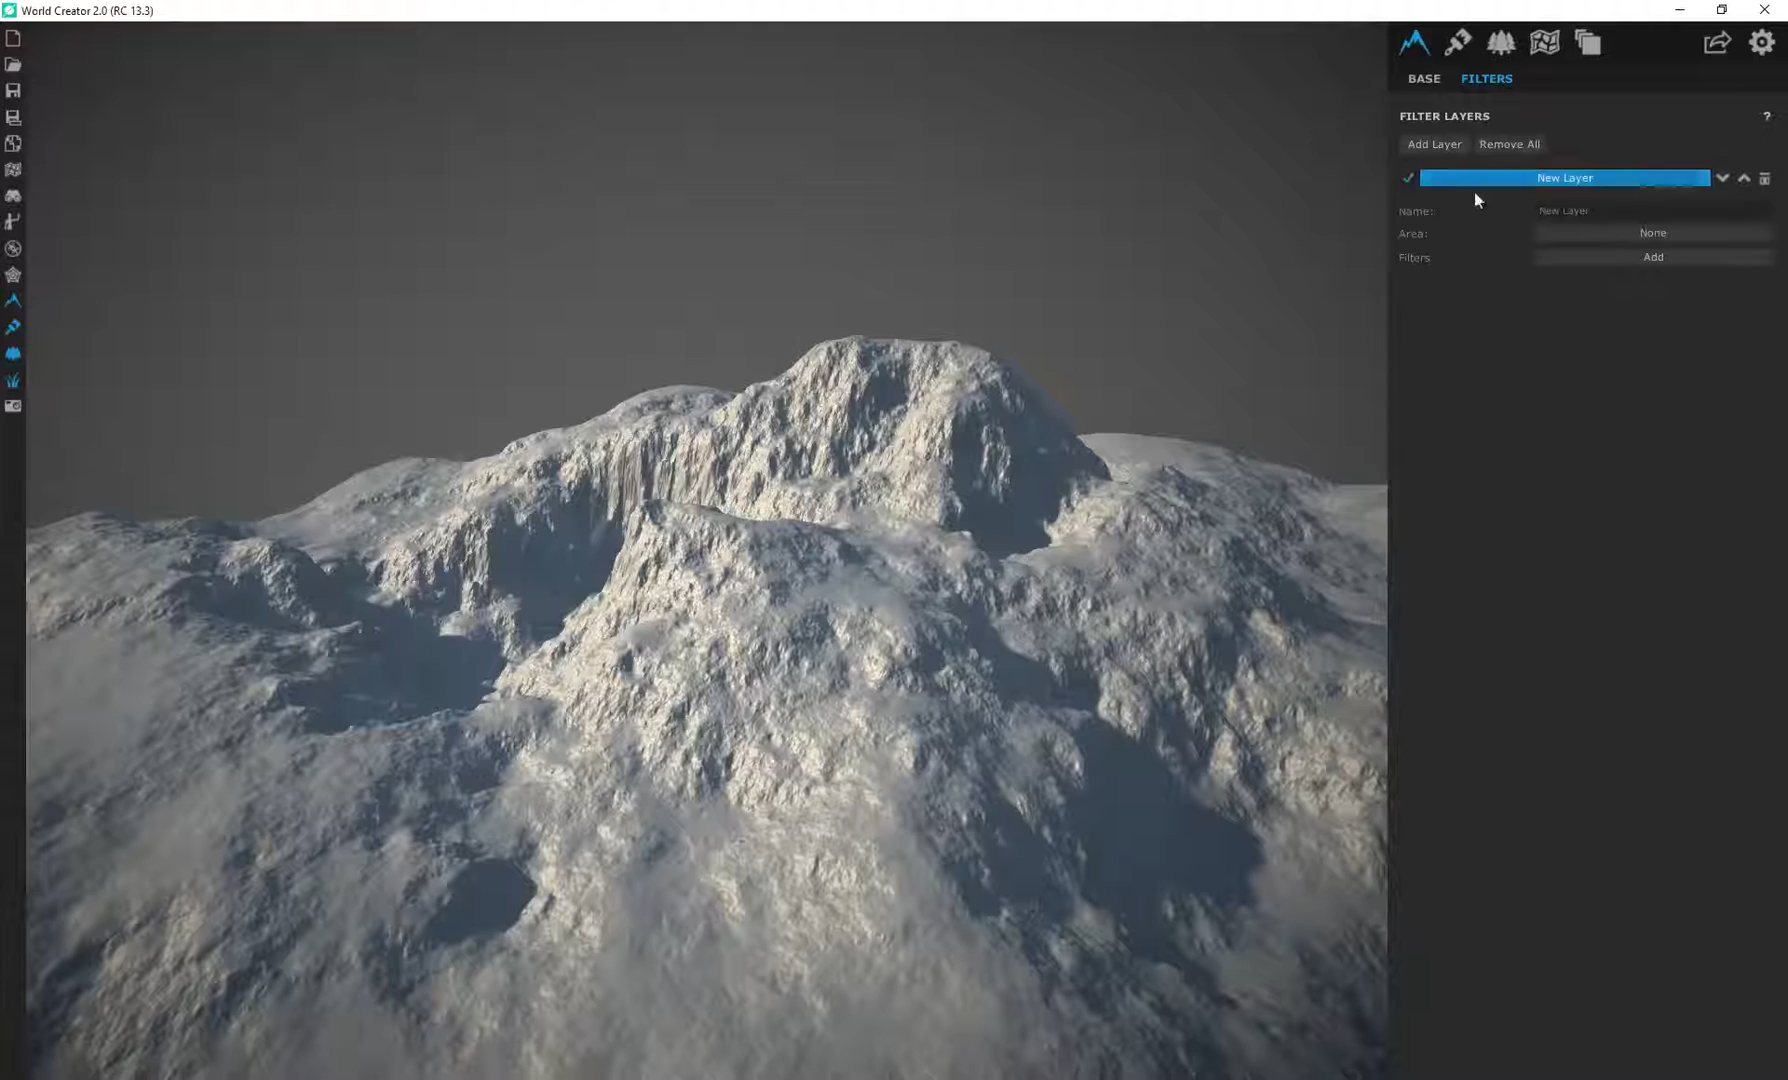 World Creator 2.0 (RC 13.3)
BASE FILTERS
FILTER LAYERS ?
Add Layer Remove All
New Layer
Name: New Layer
Area: None
Filters Add